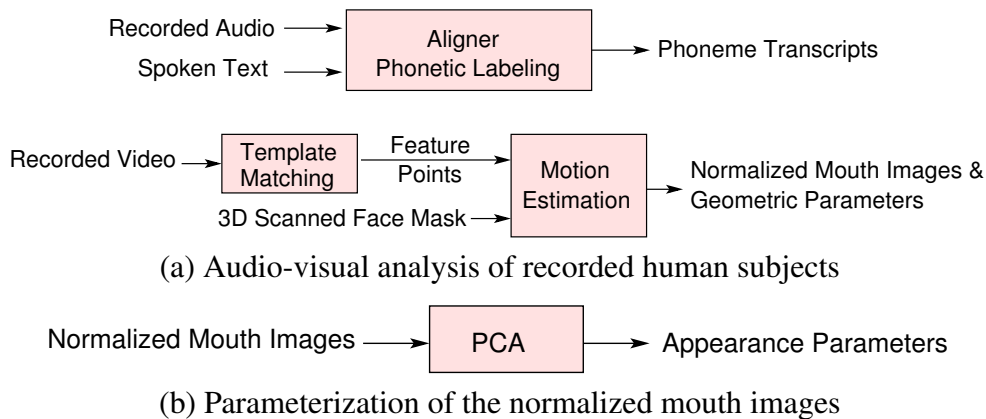 Recorded Audio
Spoken Text
Aligner
Phonetic Labeling
Phoneme Transcripts
Recorded Video
Template
Matching
Feature
Points
3D Scanned Face Mask
Motion
Estimation
Normalized Mouth Images &
Geometric Parameters
(a) Audio-visual analysis of recorded human subjects
Normalized Mouth Images
PCA
Appearance Parameters
(b) Parameterization of the normalized mouth images